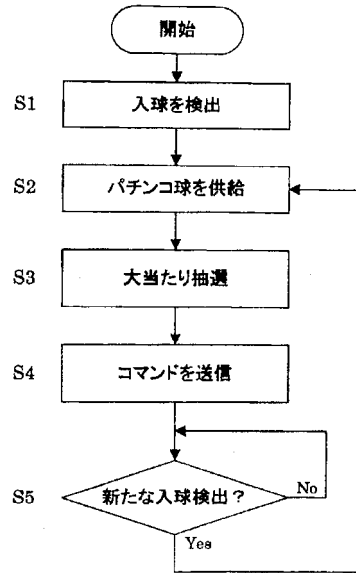 開始
S1 入球を検出
S2 パチンコ球を供給
S3 大当たり抽選
S4 コマンドを送信
S5 新たな入球検出？ No
Yes